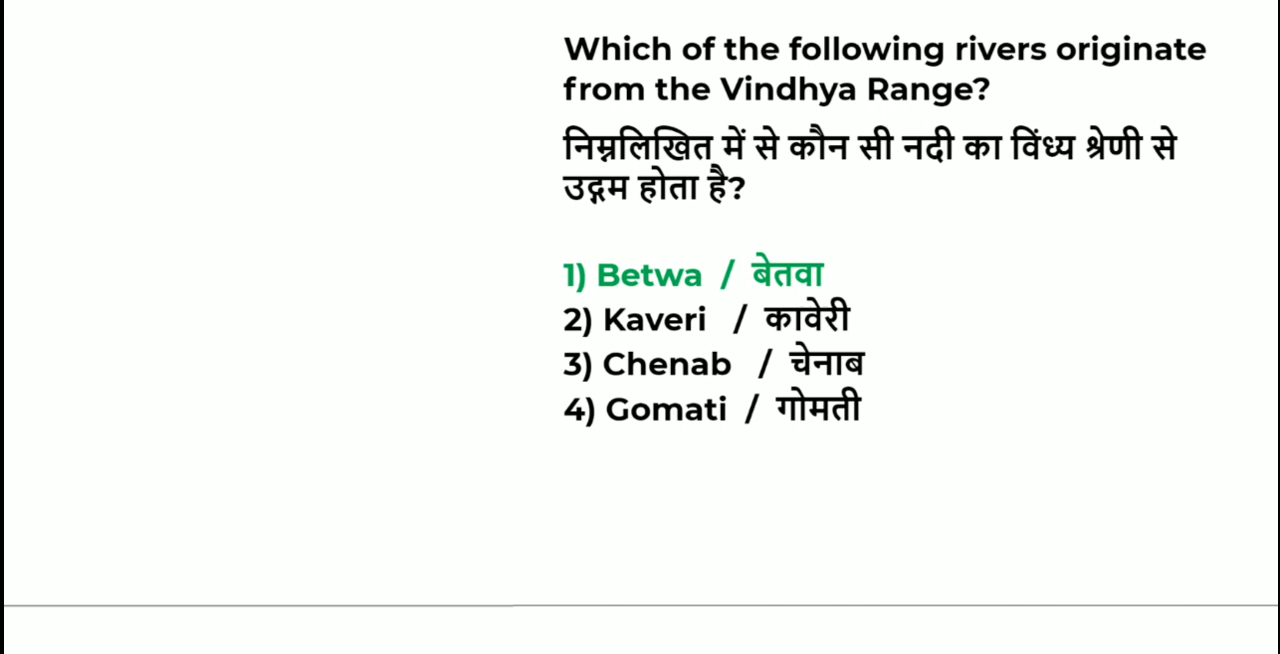 Which of the following rivers originate
from the Vindhya Range?
निम्नलिखित में से कौन सी नदी का विंध्य श्रेणी से
उद्गम होता है?
1) Betwa / बेतवा
2) Kaveri / कावेरी
3) Chenab / चेनाब
4) Gomati / गोमती